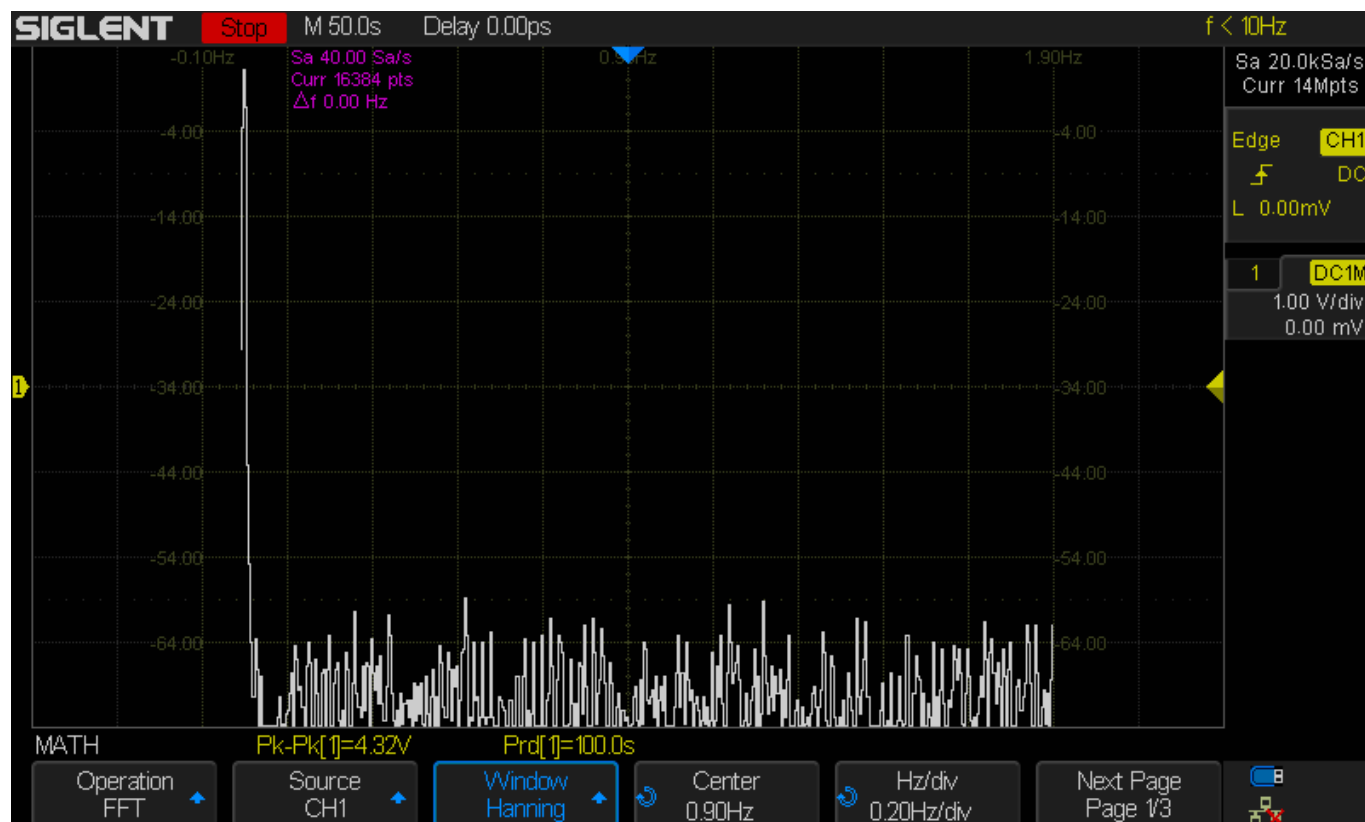 SIGLENT Stop M 50.0s Delay 0.00ps f < 10Hz
-0.10Hz Sa 40.00 Sa/s 0.90Hz 1.90Hz Sa 20.0kSa/s
Curr 16384 pts Curr 14Mpts
Δf 0.00 Hz
-4.00 -4.00 Edge CH1
DC
-14.00 -14.00 L 0.00mV
1 DC1M
-24.00 -24.00 1.00 V/div
0.00 mV
1 -34.00 -34.00
-44.00 -44.00
-54.00 -54.00
-64.00 -64.00
MATH Pk-Pk[1]=4.32V Prd[1]=100.0s
Operation Source Window Center Hz/div Next Page
FFT CH1 Hanning 0.90Hz 0.20Hz/div Page 1/3